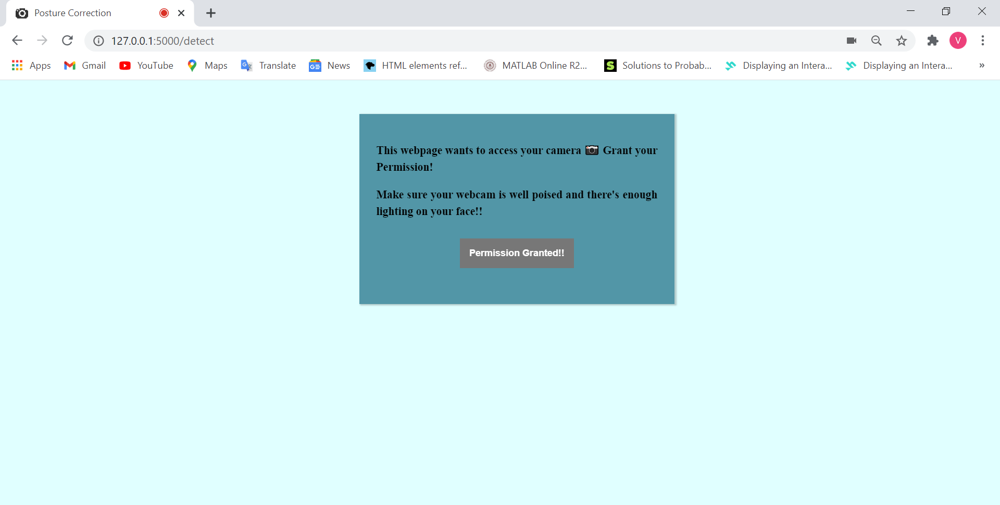 Posture Correction
127.0.0.1:5000/detect
V
Apps Gmail YouTube Maps Translate News HTML elements ref... MATLAB Online R2... Solutions to Probab... Displaying an Intera... Displaying an Intera... »
This webpage wants to access your camera 📷 Grant your
Permission!
Make sure your webcam is well poised and there's enough
lighting on your face!!
Permission Granted!!